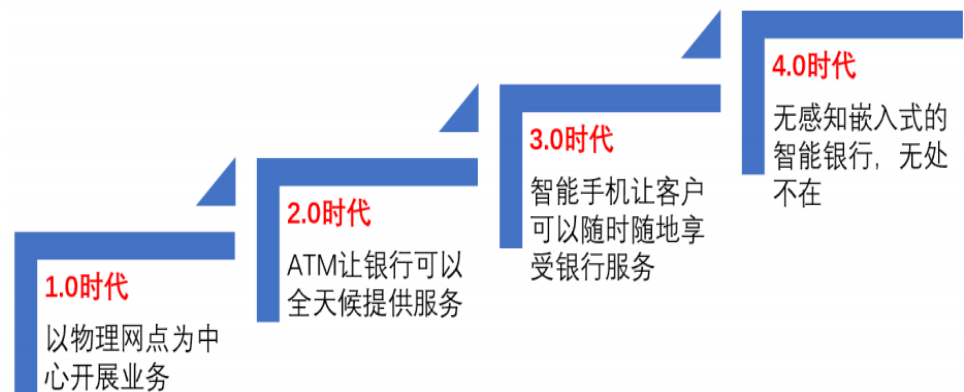 1.0时代
以物理网点为中
心开展业务
2.0时代
ATM让银行可以
全天候提供服务
3.0时代
智能手机让客户
可以随时随地享
受银行服务
4.0时代
无感知嵌入式的
智能银行，无处
不在